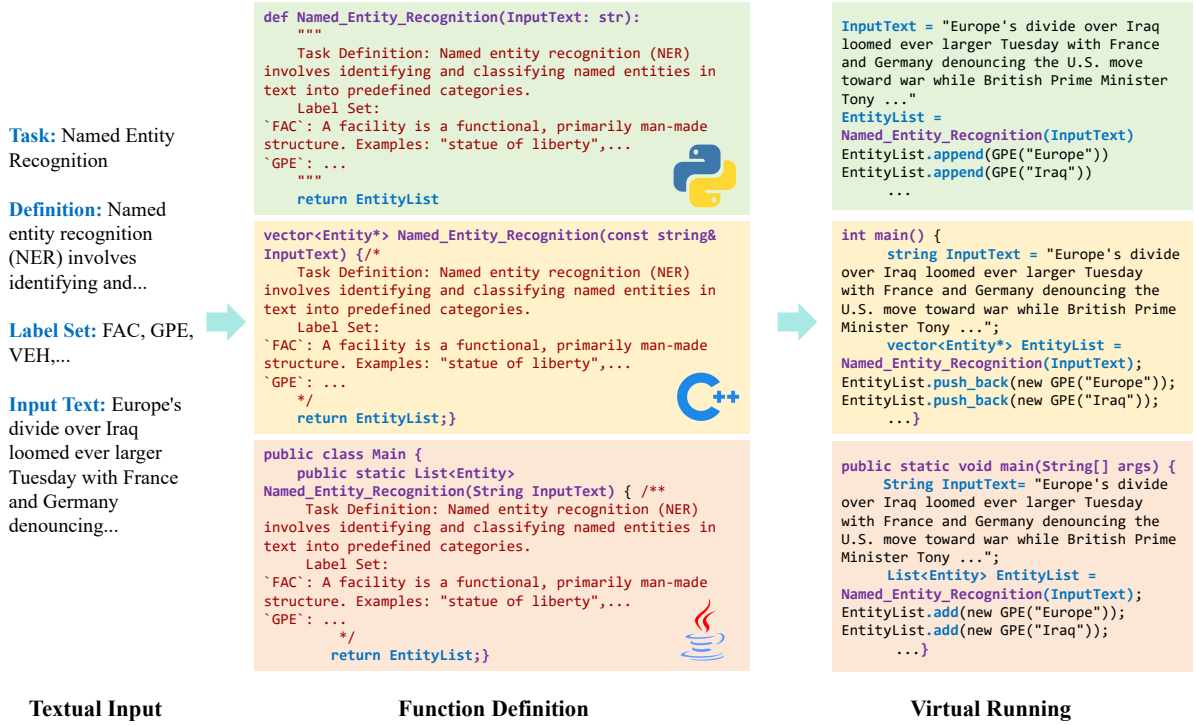 Task: Named Entity
Recognition
Definition: Named
entity recognition
(NER) involves
identifying and...
Label Set: FAC, GPE,
VEH,...
Input Text: Europe's
divide over Iraq
loomed ever larger
Tuesday with France
and Germany
denouncing...
Textual Input
def Named_Entity_Recognition(InputText: str):
"""
Task Definition: Named entity recognition (NER)
involves identifying and classifying named entities in
text into predefined categories.
Label Set:
`FAC`: A facility is a functional, primarily man-made
structure. Examples: "statue of liberty",...
`GPE`: ...
"""
return EntityList
vector<Entity*> Named_Entity_Recognition(const string&
InputText) {/*
Task Definition: Named entity recognition (NER)
involves identifying and classifying named entities in
text into predefined categories.
Label Set:
`FAC`: A facility is a functional, primarily man-made
structure. Examples: "statue of liberty",...
`GPE`: ...
*/
return EntityList;}
C++
public class Main {
public static List<Entity>
Named_Entity_Recognition(String InputText) { /**
Task Definition: Named entity recognition (NER)
involves identifying and classifying named entities in
text into predefined categories.
Label Set:
`FAC`: A facility is a functional, primarily man-made
structure. Examples: "statue of liberty",...
`GPE`: ...
*/
return EntityList;}
Function Definition
InputText = "Europe's divide over Iraq
loomed ever larger Tuesday with France
and Germany denouncing the U.S. move
toward war while British Prime Minister
Tony ..."
EntityList =
Named_Entity_Recognition(InputText)
EntityList.append(GPE("Europe"))
EntityList.append(GPE("Iraq"))
...
int main() {
string InputText = "Europe's divide
over Iraq loomed ever larger Tuesday
with France and Germany denouncing the
U.S. move toward war while British Prime
Minister Tony ...";
vector<Entity*> EntityList =
Named_Entity_Recognition(InputText);
EntityList.push_back(new GPE("Europe"));
EntityList.push_back(new GPE("Iraq"));
...}
public static void main(String[] args) {
String InputText= "Europe's divide
over Iraq loomed ever larger Tuesday
with France and Germany denouncing the
U.S. move toward war while British Prime
Minister Tony ...";
List<Entity> EntityList =
Named_Entity_Recognition(InputText);
EntityList.add(new GPE("Europe"));
EntityList.add(new GPE("Iraq"));
...}
Virtual Running